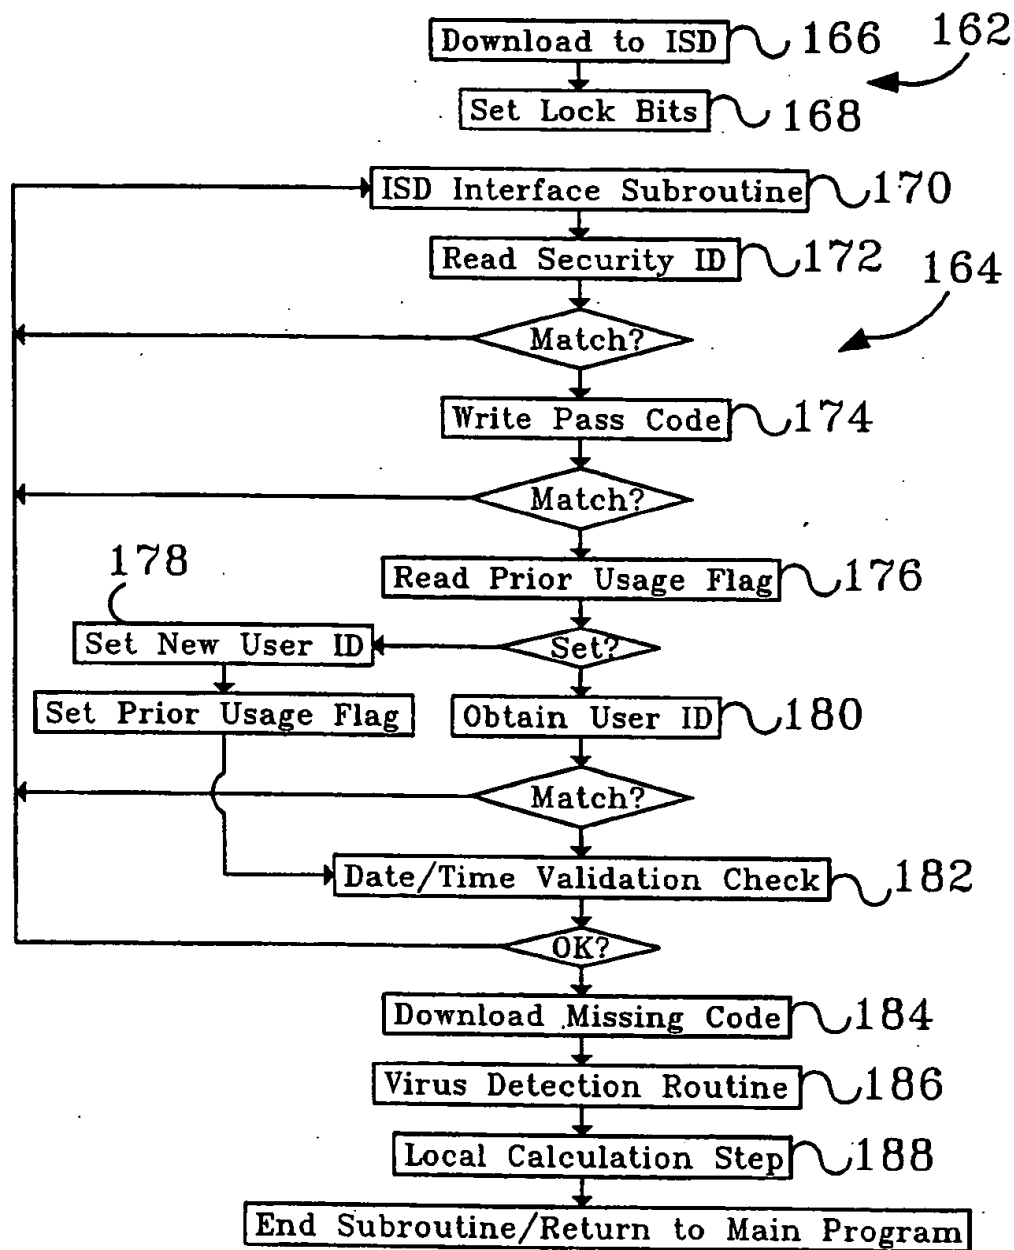 Download to ISD 166 162
Set Lock Bits 168
ISD Interface Subroutine 170
Read Security ID 172 164
Match?
Write Pass Code 174
Match?
178 Read Prior Usage Flag 176
Set New User ID Set?
Set Prior Usage Flag Obtain User ID 180
Match?
Date/Time Validation Check 182
OK?
Download Missing Code 184
Virus Detection Routine 186
Local Calculation Step 188
End Subroutine/Return to Main Program